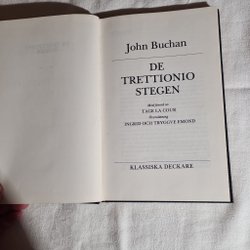 John Buchan
DE
TRETTIONIO
STEGEN
Med förord av
TAGE LA COUR
Översättning
INGRID OCH TRYGGVE EMOND
KLASSISKA DECKARE